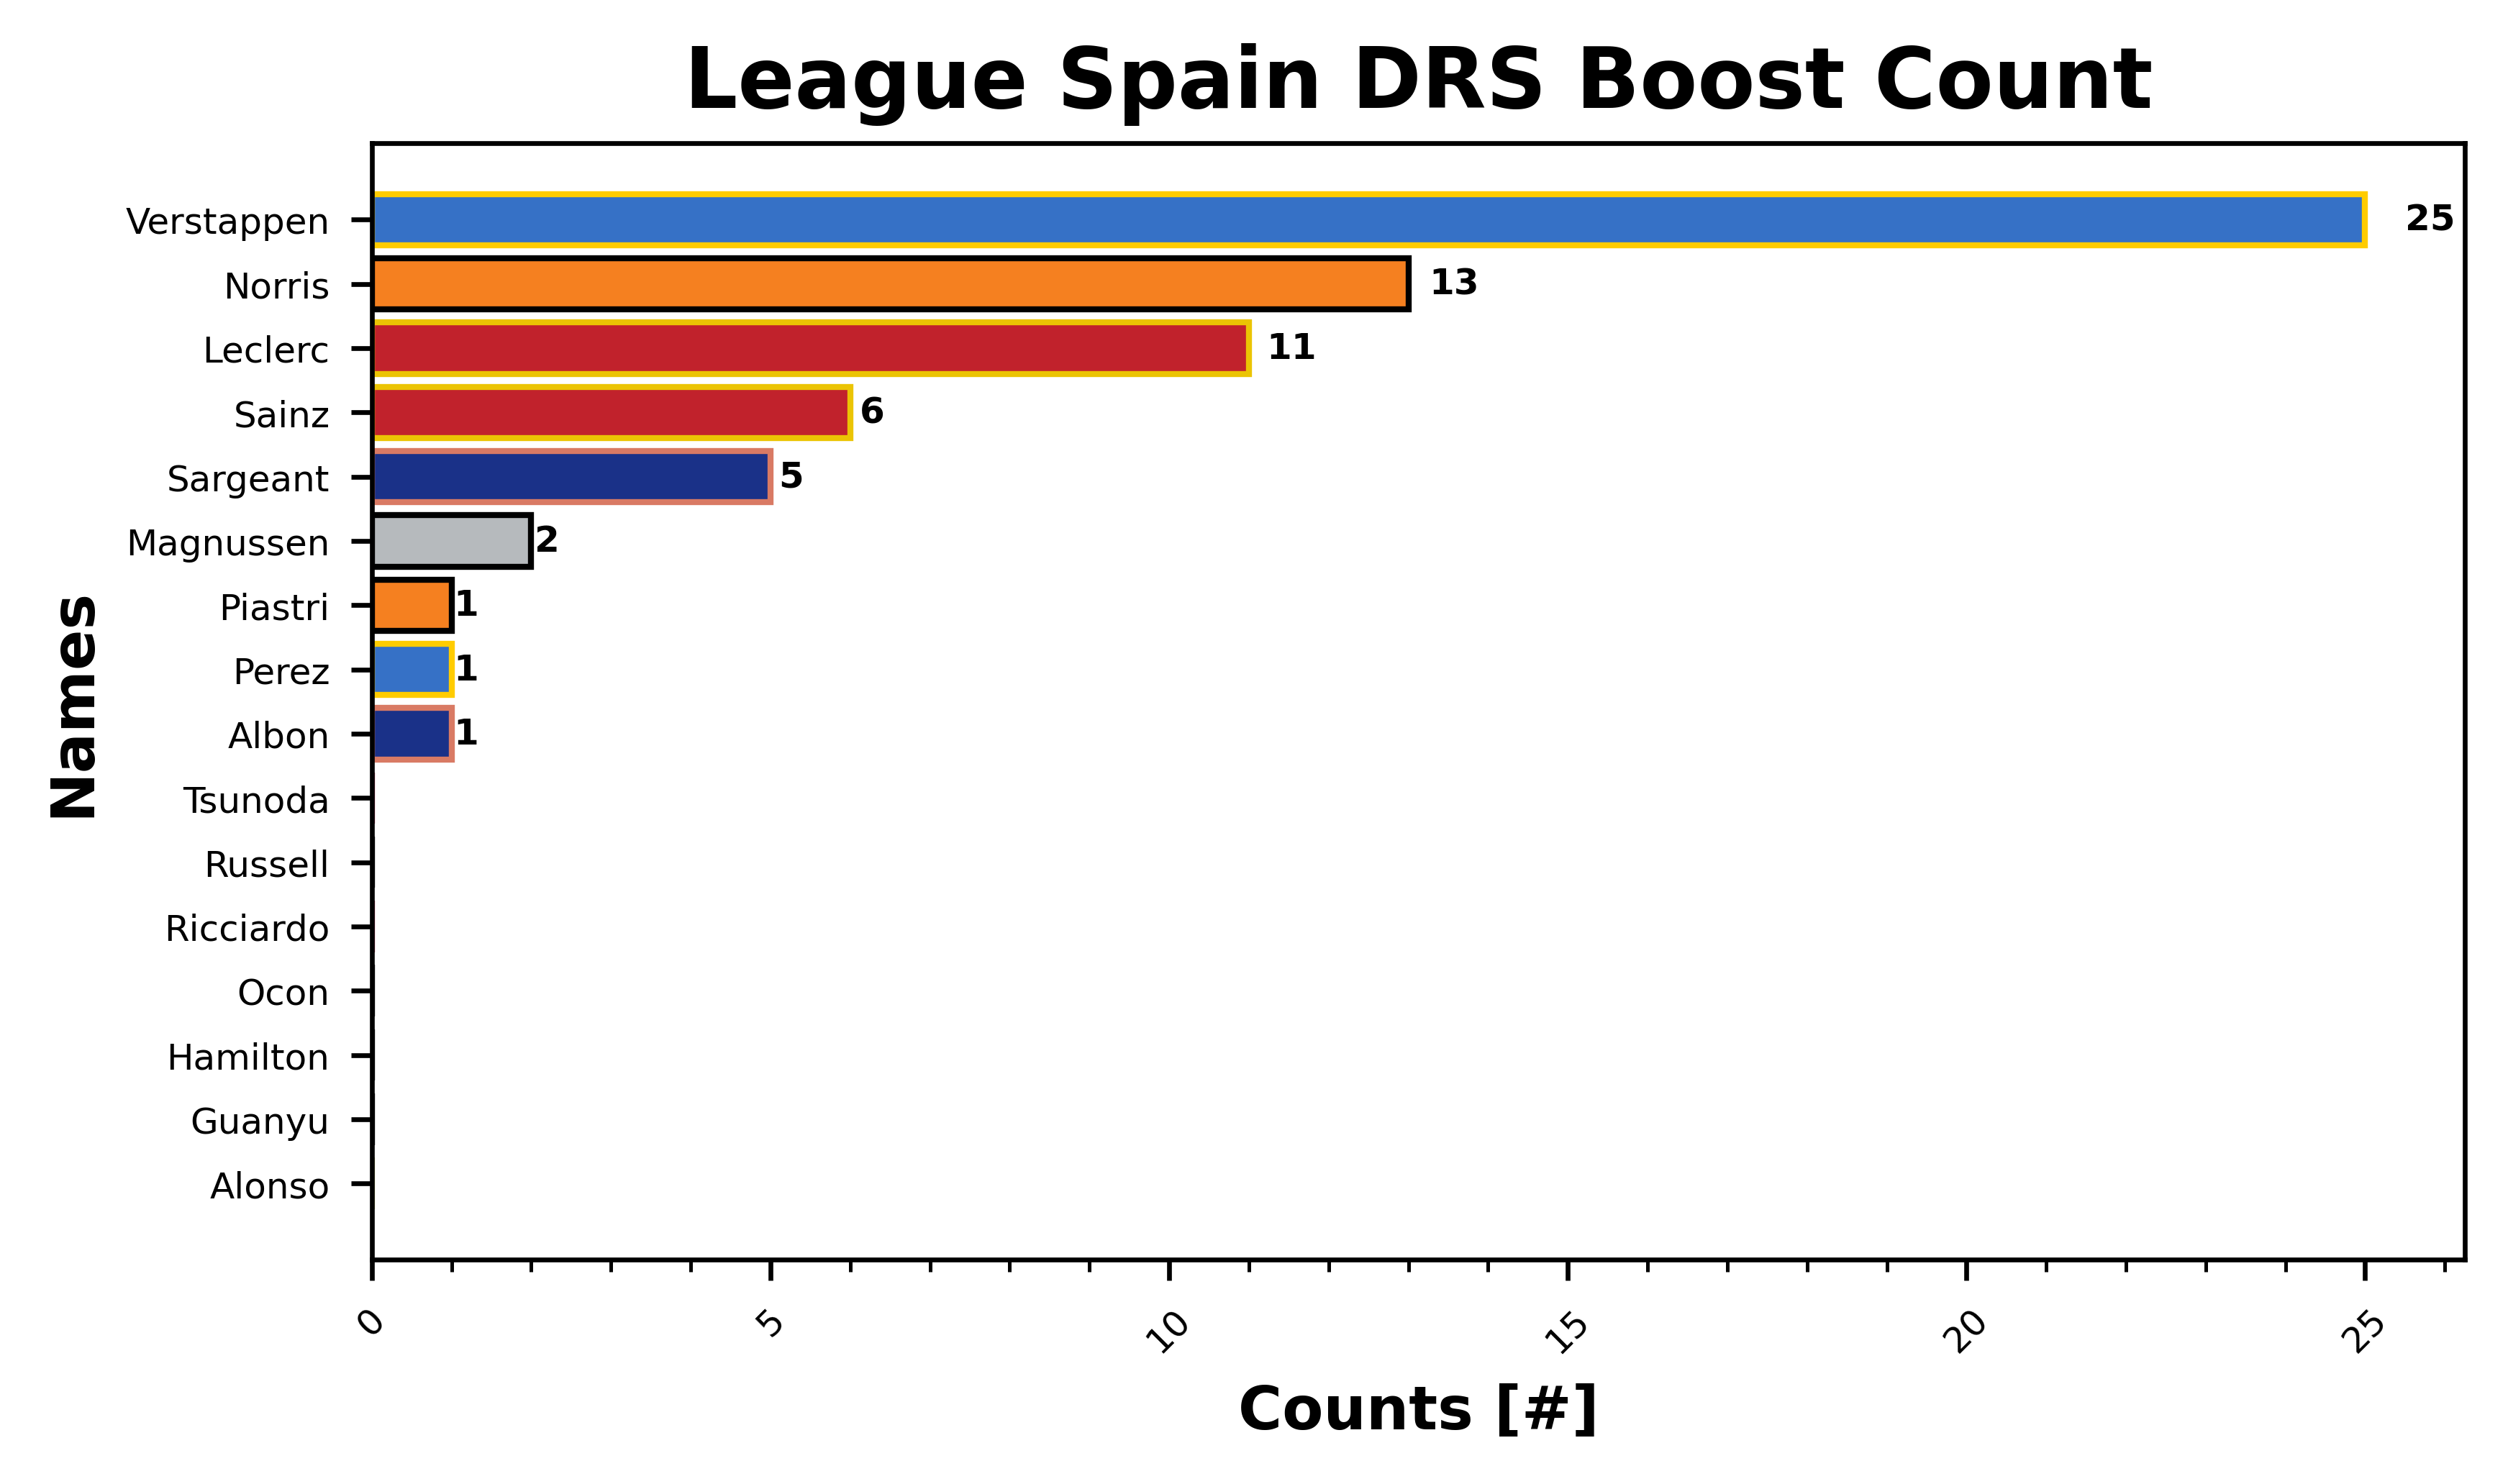 League Spain DRS Boost Count
Names
Verstappen 25
Norris 13
Leclerc 11
Sainz 6
Sargeant 5
Magnussen 2
Piastri 1
Perez 1
Albon 1
Tsunoda
Russell
Ricciardo
Ocon
Hamilton
Guanyu
Alonso
0 5 10 15 20 25
Counts [#]